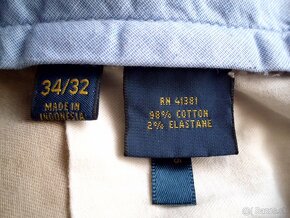 34/32
MADE IN
INDONESIA
RN 41381
98% COTTON
2% ELASTANE